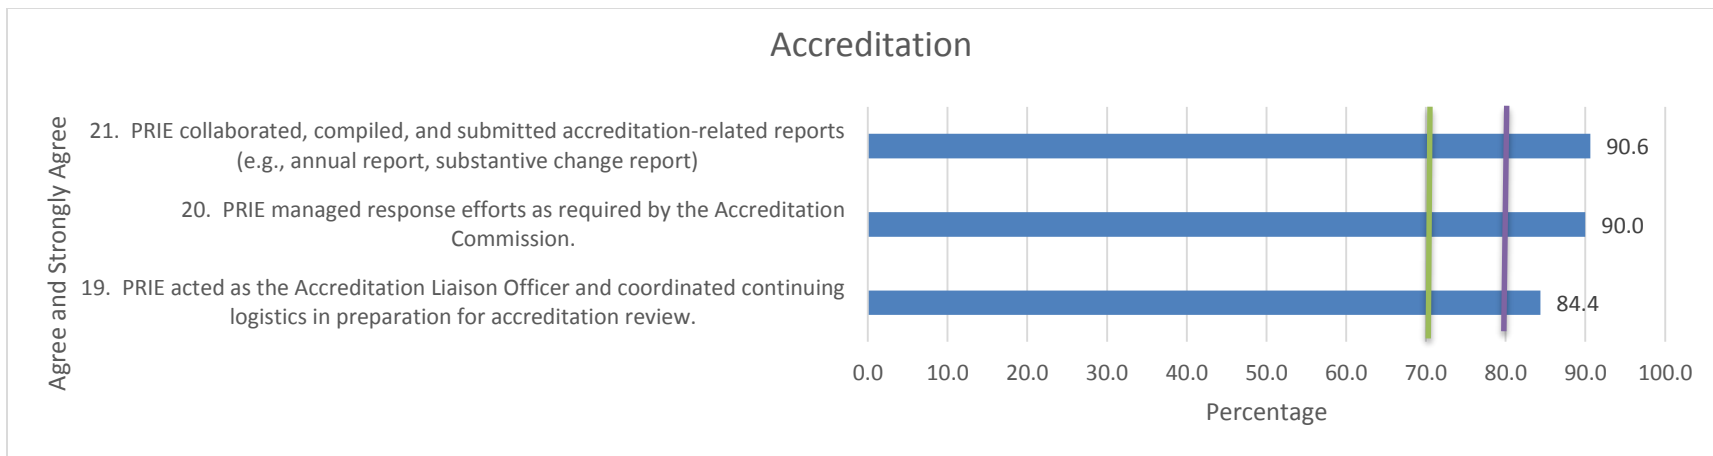 Accreditation
Agree and Strongly Agree
21. PRIE collaborated, compiled, and submitted accreditation-related reports
(e.g., annual report, substantive change report)
90.6
20. PRIE managed response efforts as required by the Accreditation
Commission.
90.0
19. PRIE acted as the Accreditation Liaison Officer and coordinated continuing
logistics in preparation for accreditation review.
84.4
0.0 10.0 20.0 30.0 40.0 50.0 60.0 70.0 80.0 90.0 100.0
Percentage